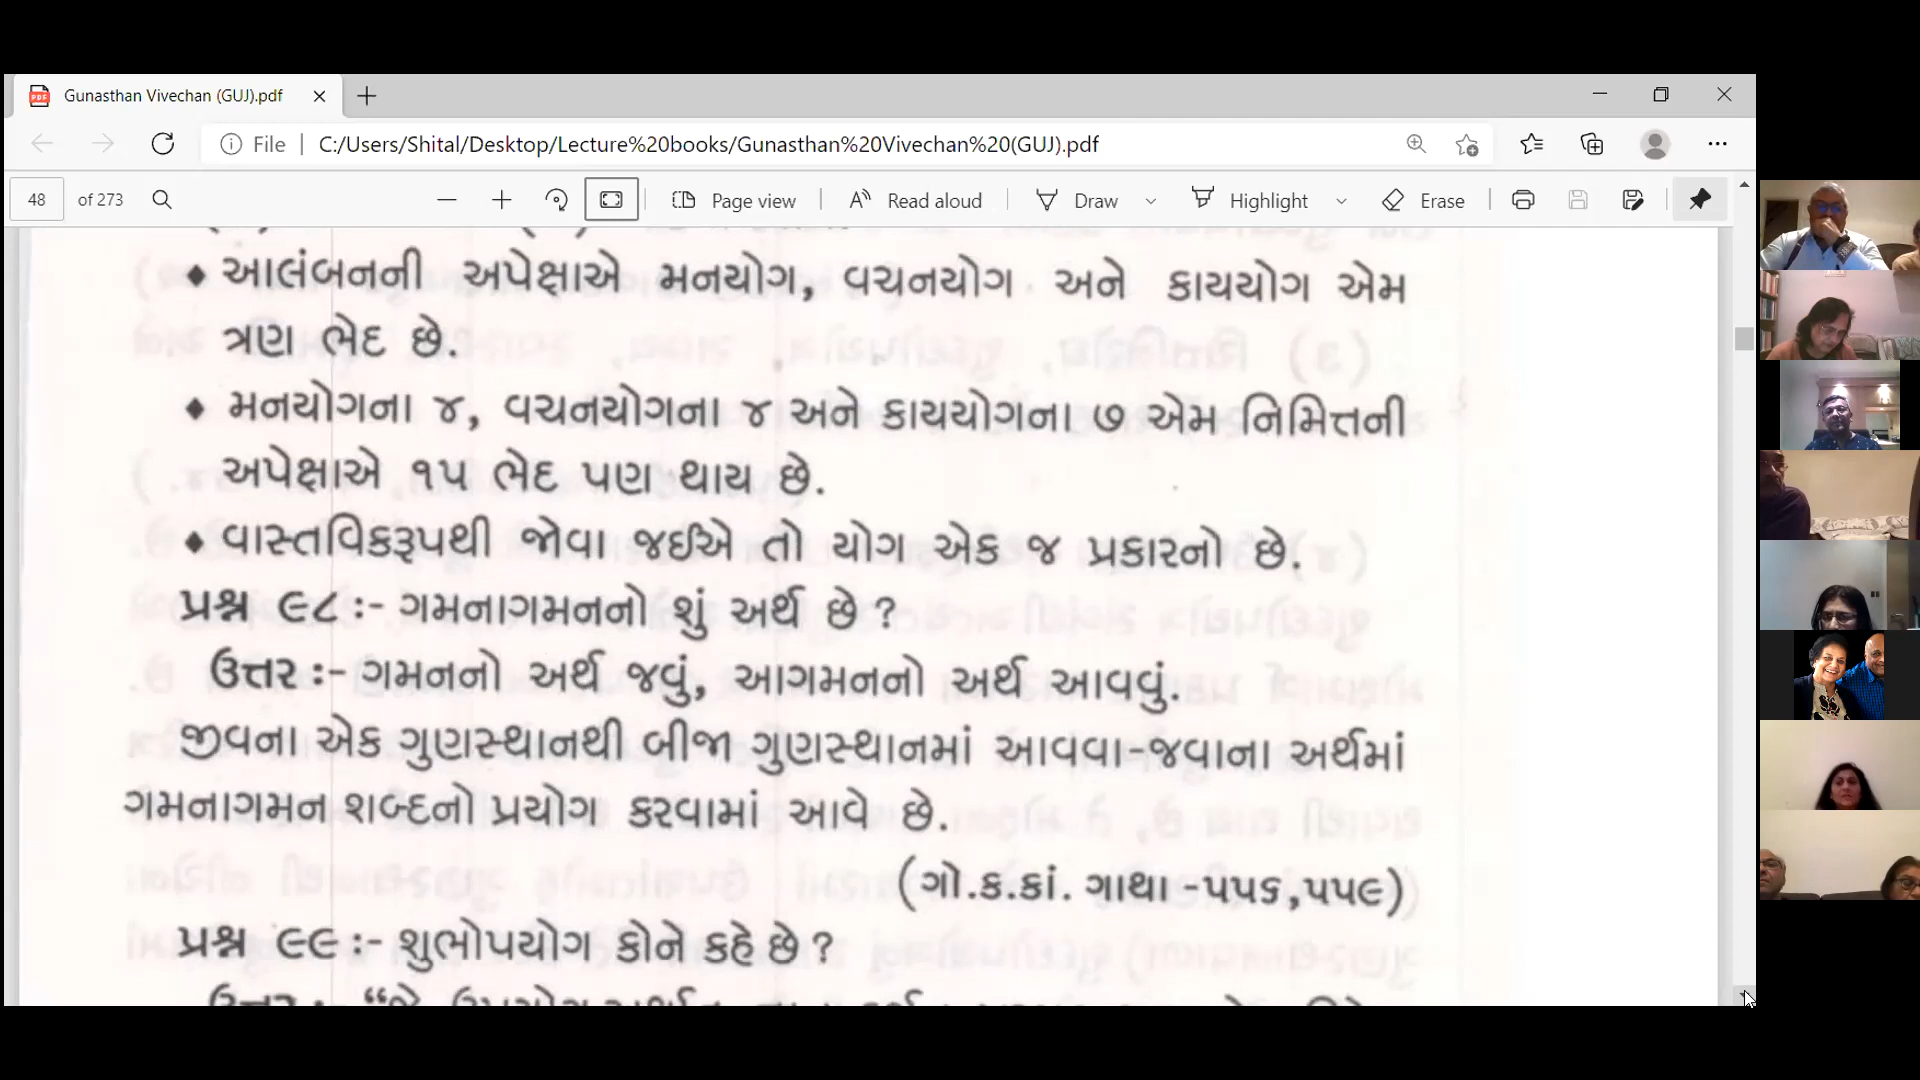 Gunasthan Vivechan (GUJ).pdf
File C:/Users/Shital/Desktop/Lecture%20books/Gunasthan%20Vivechan%20(GUJ).pdf
48 of 273 Page view Read aloud Draw Highlight Erase
♦ આલંબનની અપેક્ષાએ મનયોગ, વચનયોગ અને કાયયોગ એમ
ત્રણ ભેદ છે.
♦ મનયોગના ૪, વચનયોગના ૪ અને કાયયોગના ૭ એમ નિમિત્તની
અપેક્ષાએ ૧૫ ભેદ પણ થાય છે.
♦ વાસ્તવિકરૂપથી જોવા જઈએ તો યોગ એક જ પ્રકારનો છે.
પ્રશ્ન ૯૮ :- ગમનાગમનનો શું અર્થ છે ?
ઉત્તર :- ગમનનો અર્થ જવું, આગમનનો અર્થ આવવું.
જીવના એક ગુણસ્થાનથી બીજા ગુણસ્થાનમાં આવવા-જવાના અર્થમાં
ગમનાગમન શબ્દનો પ્રયોગ કરવામાં આવે છે.
(ગો.ક.કાં. ગાથા -૫૫૬,૫૫૯)
પ્રશ્ન ૯૯ :- શુભોપયોગ કોને કહે છે ?